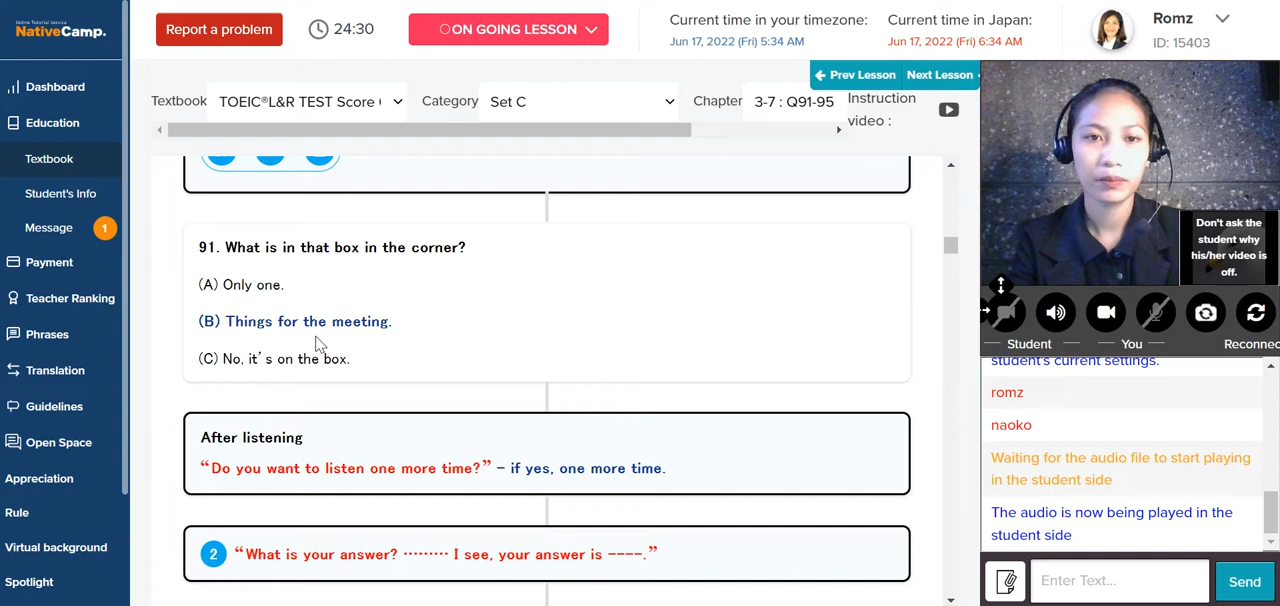 Online Tutorial Service
NativeCamp.
Report a problem
24:30
ON GOING LESSON
Current time in your timezone:
Jun 17, 2022 (Fri) 5:34 AM
Current time in Japan:
Jun 17, 2022 (Fri) 6:34 AM
Romz
ID: 15403
Dashboard
Education
Textbook
Student's Info
Message
1
Payment
Teacher Ranking
Phrases
Translation
Guidelines
Open Space
Appreciation
Rule
Virtual background
Spotlight
Prev Lesson
Next Lesson
Textbook
TOEIC®L&R TEST Score (
Category
Set C
Chapter
3-7 : Q91-95
Instruction
video :
91. What is in that box in the corner?
(A) Only one.
(B) Things for the meeting.
(C) No, it's on the box.
After listening
“Do you want to listen one more time?” – if yes, one more time.
2
“What is your answer? ········· I see, your answer is ----.”
Don't ask the
student why
his/her video is
off.
Student
You
Reconnec
student's current settings.
romz
naoko
Waiting for the audio file to start playing
in the student side
The audio is now being played in the
student side
Enter Text...
Send